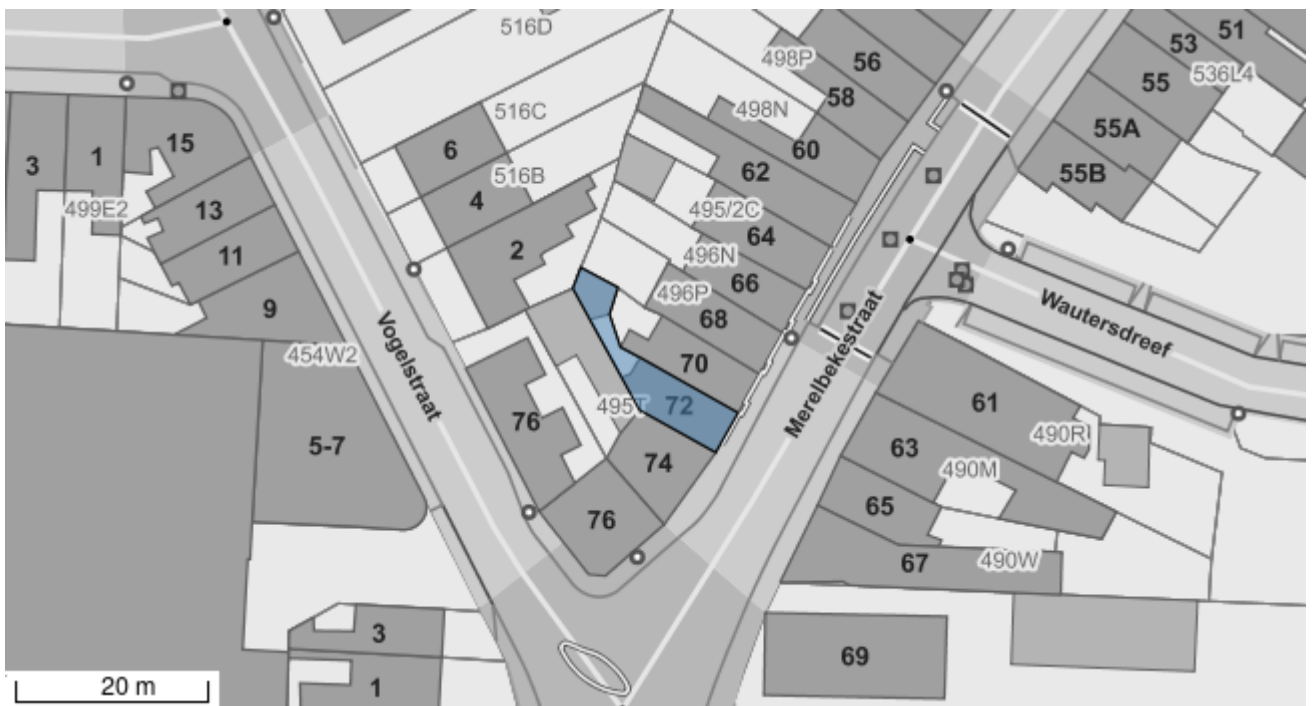 516D
51
53
536L4
498P
56
55
58
516C
498N
55A
15
6
60
3
1
516B
62
55B
4
495/2C
499E2
13
64
2
11
496N
66
496P
Wautersdreef
9
68
454W2
Vogelstraat
Merelbekestraat
70
61
72
495T
76
490R
5-7
63
74
490M
65
76
490W
67
3
69
1
20 m